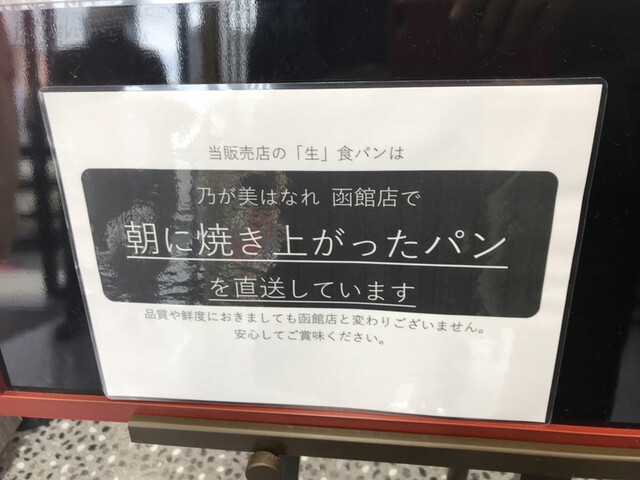 当販売店の「生」食パンは
乃が美はなれ 函館店で
朝に焼き上がったパン
を直送しています
品質や鮮度におきましても函館店と変わりございません。
安心してご賞味ください。